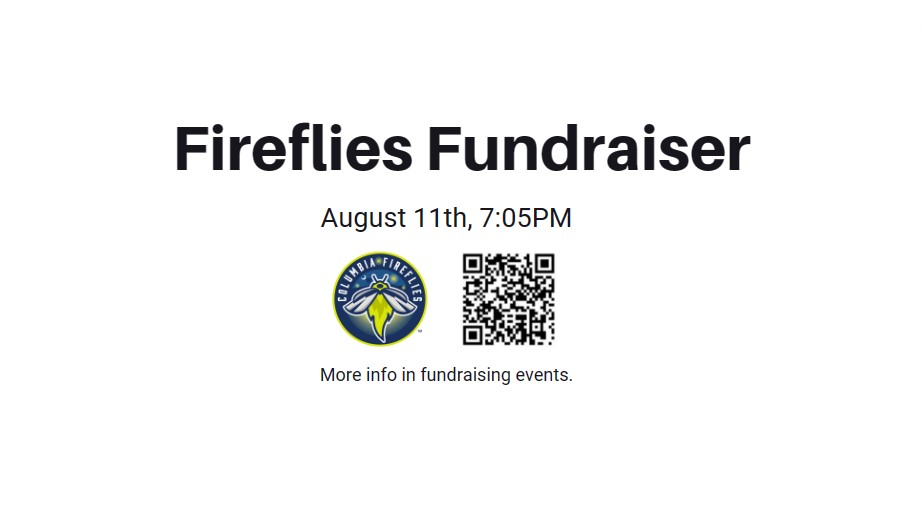 Fireflies Fundraiser
August 11th, 7:05PM
COLUMBIA FIREFLIES
More info in fundraising events.